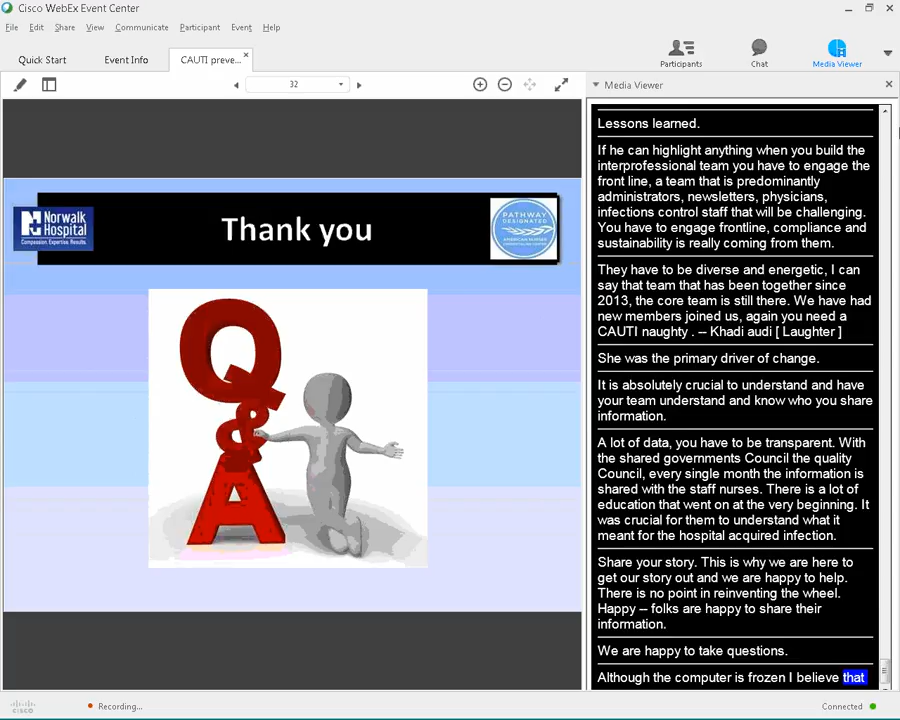 Cisco WebEx Event Center
File Edit Share View Communicate Participant Event Help
Quick Start
Event Info
CAUTI preve...
Participants
Chat
Media Viewer
32
Media Viewer
Norwalk
Hospital
Compassion. Expertise. Results.
Thank you
PATHWAY
DESIGNATED
AMERICAN NURSES
CREDENTIALING CENTER
Q
&
A
Lessons learned.
If he can highlight anything when you build the
interprofessional team you have to engage the
front line, a team that is predominantly
administrators, newsletters, physicians,
infections control staff that will be challenging.
You have to engage frontline, compliance and
sustainability is really coming from them.
They have to be diverse and energetic, I can
say that team that has been together since
2013, the core team is still there. We have had
new members joined us, again you need a
CAUTI naughty . -- Khadi audi [ Laughter ]
She was the primary driver of change.
It is absolutely crucial to understand and have
your team understand and know who you share
information.
A lot of data, you have to be transparent. With
the shared governments Council the quality
Council, every single month the information is
shared with the staff nurses. There is a lot of
education that went on at the very beginning. It
was crucial for them to understand what it
meant for the hospital acquired infection.
Share your story. This is why we are here to
get our story out and we are happy to help.
There is no point in reinventing the wheel.
Happy -- folks are happy to share their
information.
We are happy to take questions.
Although the computer is frozen I believe that
cisco
Recording...
Connected